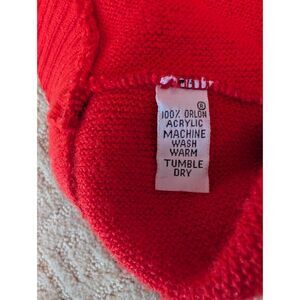 100% ORLON®
ACRYLIC
MACHINE
WASH
WARM
TUMBLE
DRY